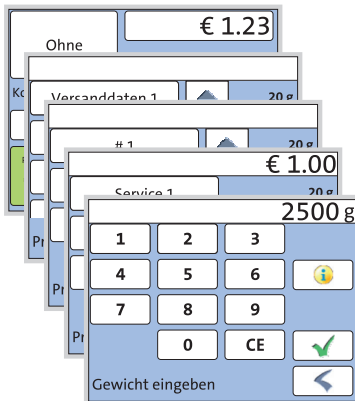 € 1.23
Ohne
Versanddaten 1
20 g
# 1
20 g
€ 1.00
Service 1
20 g
2500 g
1 2 3
4 5 6
7 8 9
0 CE
Gewicht eingeben